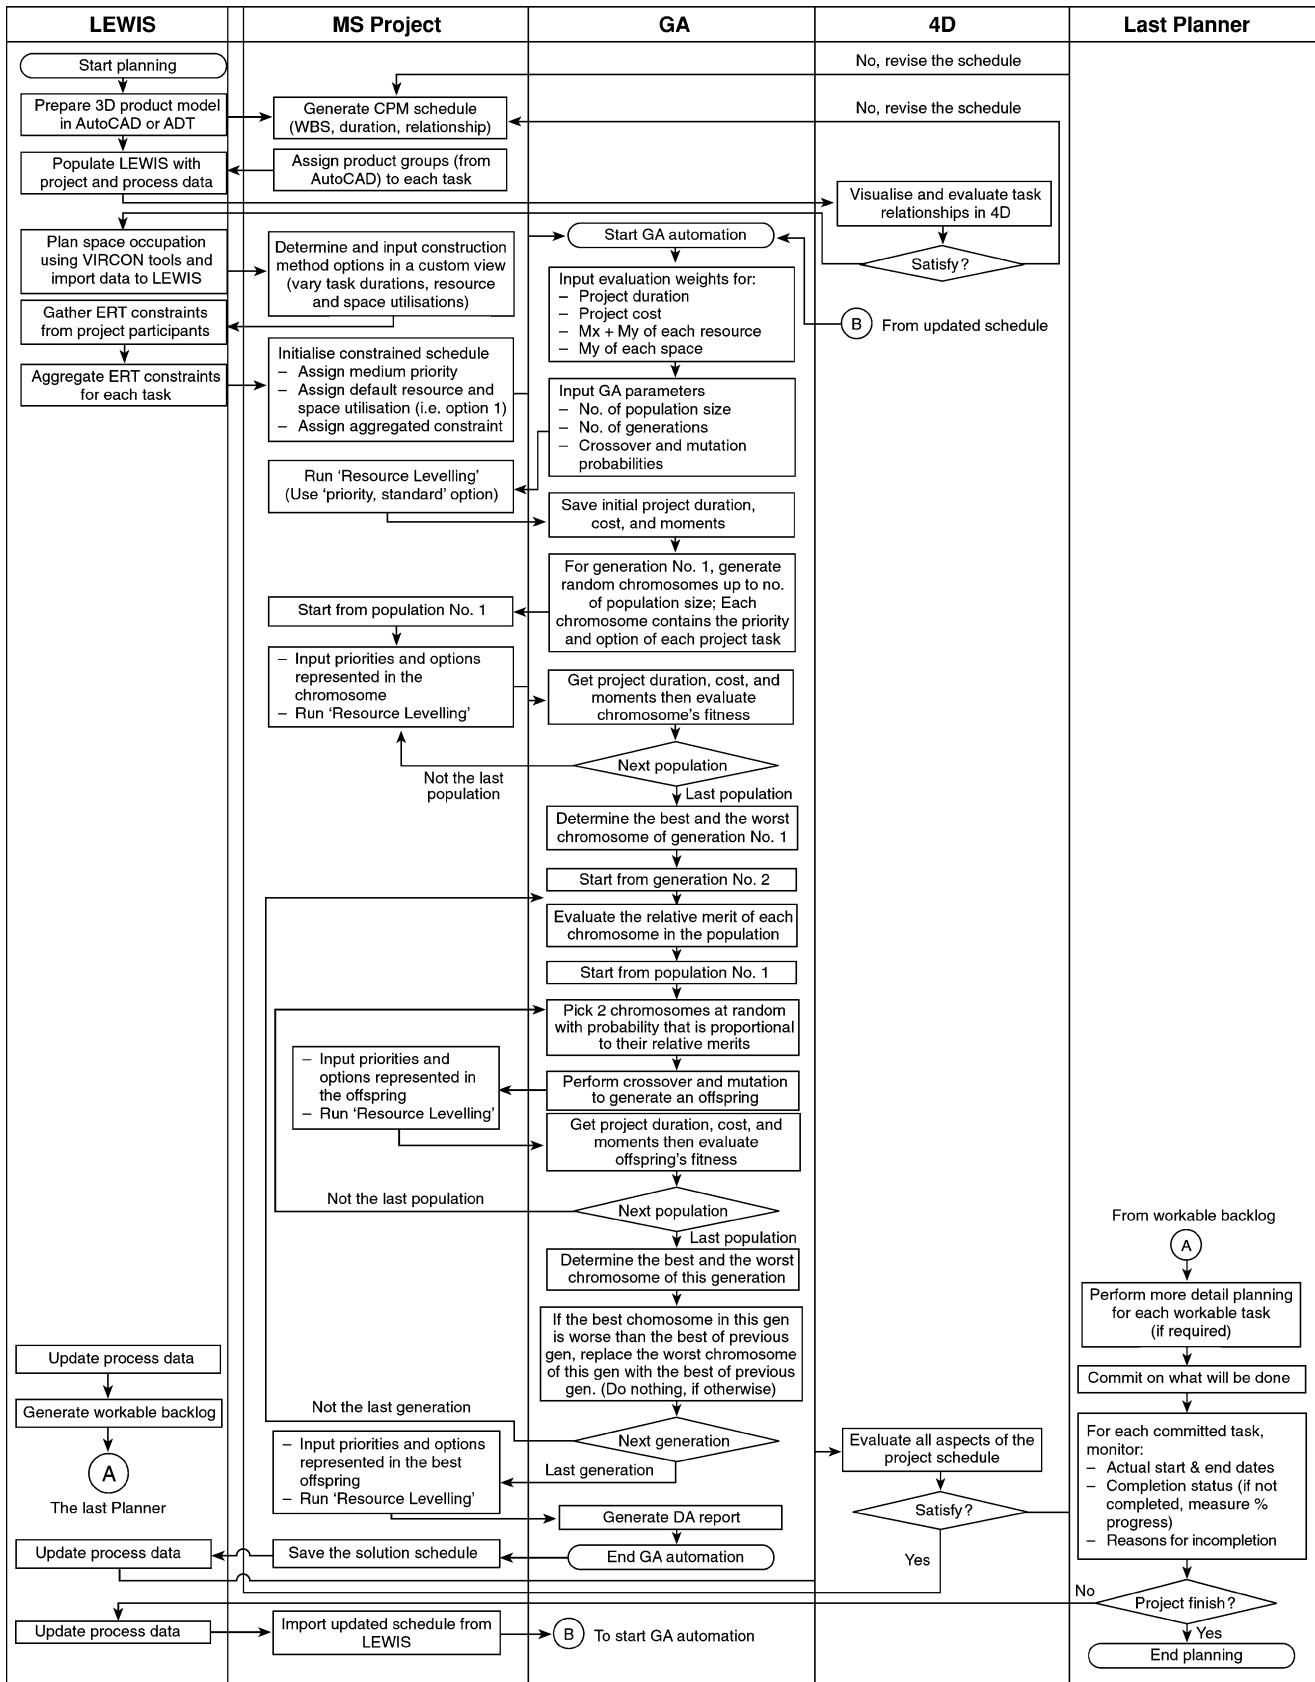 LEWIS
MS Project
GA
4D
Last Planner
Start planning
No, revise the schedule
Prepare 3D product model
in AutoCAD or ADT
Generate CPM schedule
(WBS, duration, relationship)
No, revise the schedule
Populate LEWIS with
project and process data
Assign product groups (from
AutoCAD) to each task
Visualise and evaluate task
relationships in 4D
Satisfy?
Plan space occupation
using VIRCON tools and
import data to LEWIS
Determine and input construction
method options in a custom view
(vary task durations, resource
and space utilisations)
Start GA automation
Input evaluation weights for:
– Project duration
– Project cost
– Mx + My of each resource
– My of each space
B
From updated schedule
Gather ERT constraints
from project participants
Aggregate ERT constraints
for each task
Initialise constrained schedule
– Assign medium priority
– Assign default resource and
space utilisation (i.e. option 1)
– Assign aggregated constraint
Input GA parameters
– No. of population size
– No. of generations
– Crossover and mutation
probabilities
Run ‘Resource Levelling’
(Use ‘priority, standard’ option)
Save initial project duration,
cost, and moments
For generation No. 1, generate
random chromosomes up to no.
of population size; Each
chromosome contains the priority
and option of each project task
Start from population No. 1
– Input priorities and options
represented in the
chromosome
– Run ‘Resource Levelling’
Get project duration, cost, and
moments then evaluate
chromosome’s fitness
Next population
Not the last
population
Last population
Determine the best and the worst
chromosome of generation No. 1
Start from generation No. 2
Evaluate the relative merit of each
chromosome in the population
Start from population No. 1
Pick 2 chromosomes at random
with probability that is proportional
to their relative merits
– Input priorities and
options represented in
the offspring
– Run ‘Resource Levelling’
Perform crossover and mutation
to generate an offspring
Get project duration, cost, and
moments then evaluate
offspring’s fitness
Not the last population
Next population
Last population
Determine the best and the worst
chromosome of this generation
If the best chomosome in this gen
is worse than the best of previous
gen, replace the worst chromosome
of this gen with the best of previous
gen. (Do nothing, if otherwise)
Not the last generation
Next generation
Last generation
– Input priorities and options
represented in the best
offspring
– Run ‘Resource Levelling’
Generate DA report
End GA automation
Save the solution schedule
Update process data
Generate workable backlog
A
The last Planner
Update process data
Evaluate all aspects of the
project schedule
Satisfy?
Yes
From workable backlog
A
Perform more detail planning
for each workable task
(if required)
Commit on what will be done
For each committed task,
monitor:
– Actual start & end dates
– Completion status (if not
completed, measure %
progress)
– Reasons for incompletion
No
Project finish?
Yes
End planning
Update process data
Import updated schedule from
LEWIS
B
To start GA automation